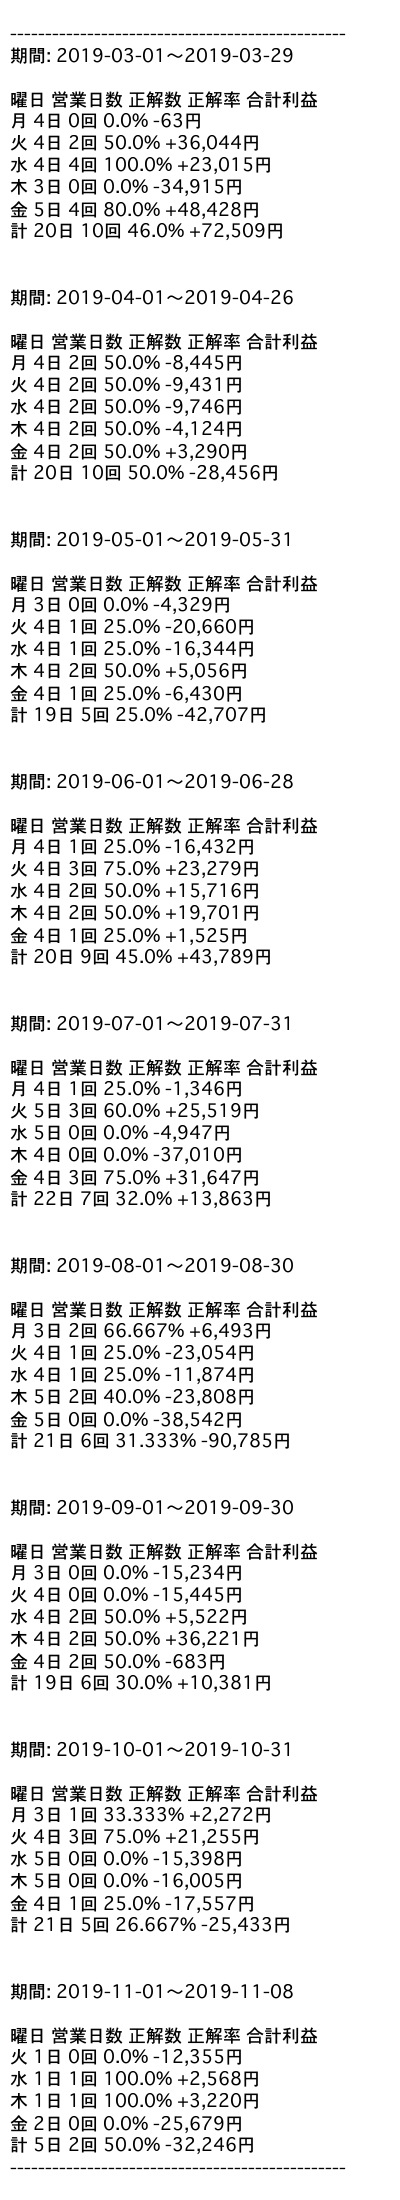 ------------------------------------------------
期間: 2019-03-01～2019-03-29
曜日 営業日数 正解数 正解率 合計利益
月 4日 0回 0.0% -63円
火 4日 2回 50.0% +36,044円
水 4日 4回 100.0% +23,015円
木 3日 0回 0.0% -34,915円
金 5日 4回 80.0% +48,428円
計 20日 10回 46.0% +72,509円
期間: 2019-04-01～2019-04-26
曜日 営業日数 正解数 正解率 合計利益
月 4日 2回 50.0% -8,445円
火 4日 2回 50.0% -9,431円
水 4日 2回 50.0% -9,746円
木 4日 2回 50.0% -4,124円
金 4日 2回 50.0% +3,290円
計 20日 10回 50.0% -28,456円
期間: 2019-05-01～2019-05-31
曜日 営業日数 正解数 正解率 合計利益
月 3日 0回 0.0% -4,329円
火 4日 1回 25.0% -20,660円
水 4日 1回 25.0% -16,344円
木 4日 2回 50.0% +5,056円
金 4日 1回 25.0% -6,430円
計 19日 5回 25.0% -42,707円
期間: 2019-06-01～2019-06-28
曜日 営業日数 正解数 正解率 合計利益
月 4日 1回 25.0% -16,432円
火 4日 3回 75.0% +23,279円
水 4日 2回 50.0% +15,716円
木 4日 2回 50.0% +19,701円
金 4日 1回 25.0% +1,525円
計 20日 9回 45.0% +43,789円
期間: 2019-07-01～2019-07-31
曜日 営業日数 正解数 正解率 合計利益
月 4日 1回 25.0% -1,346円
火 5日 3回 60.0% +25,519円
水 5日 0回 0.0% -4,947円
木 4日 0回 0.0% -37,010円
金 4日 3回 75.0% +31,647円
計 22日 7回 32.0% +13,863円
期間: 2019-08-01～2019-08-30
曜日 営業日数 正解数 正解率 合計利益
月 3日 2回 66.667% +6,493円
火 4日 1回 25.0% -23,054円
水 4日 1回 25.0% -11,874円
木 5日 2回 40.0% -23,808円
金 5日 0回 0.0% -38,542円
計 21日 6回 31.333% -90,785円
期間: 2019-09-01～2019-09-30
曜日 営業日数 正解数 正解率 合計利益
月 3日 0回 0.0% -15,234円
火 4日 0回 0.0% -15,445円
水 4日 2回 50.0% +5,522円
木 4日 2回 50.0% +36,221円
金 4日 2回 50.0% -683円
計 19日 6回 30.0% +10,381円
期間: 2019-10-01～2019-10-31
曜日 営業日数 正解数 正解率 合計利益
月 3日 1回 33.333% +2,272円
火 4日 3回 75.0% +21,255円
水 5日 0回 0.0% -15,398円
木 5日 0回 0.0% -16,005円
金 4日 1回 25.0% -17,557円
計 21日 5回 26.667% -25,433円
期間: 2019-11-01～2019-11-08
曜日 営業日数 正解数 正解率 合計利益
火 1日 0回 0.0% -12,355円
水 1日 1回 100.0% +2,568円
木 1日 1回 100.0% +3,220円
金 2日 0回 0.0% -25,679円
計 5日 2回 50.0% -32,246円
------------------------------------------------